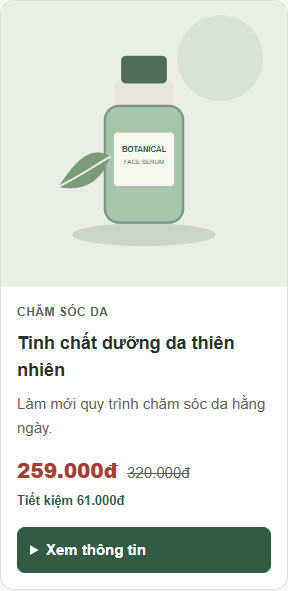 BOTANICAL
FACE SERUM
CHĂM SÓC DA
Tinh chất dưỡng da thiên
nhiên
Làm mới quy trình chăm sóc da hằng
ngày.
259.000đ 320.000đ
Tiết kiệm 61.000đ
Xem thông tin